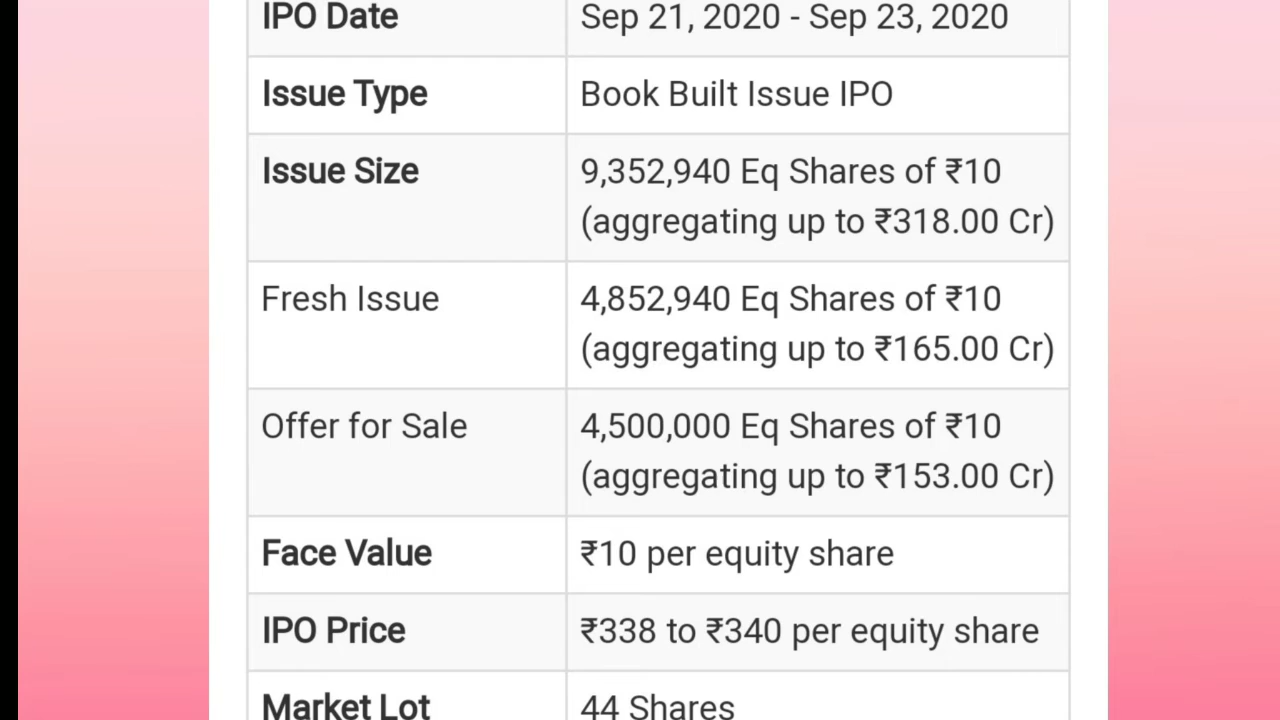 IPO Date
Sep 21, 2020 - Sep 23, 2020
Issue Type
Book Built Issue IPO
Issue Size
9,352,940 Eq Shares of ₹10
(aggregating up to ₹318.00 Cr)
Fresh Issue
4,852,940 Eq Shares of ₹10
(aggregating up to ₹165.00 Cr)
Offer for Sale
4,500,000 Eq Shares of ₹10
(aggregating up to ₹153.00 Cr)
Face Value
₹10 per equity share
IPO Price
₹338 to ₹340 per equity share
Market Lot
44 Shares